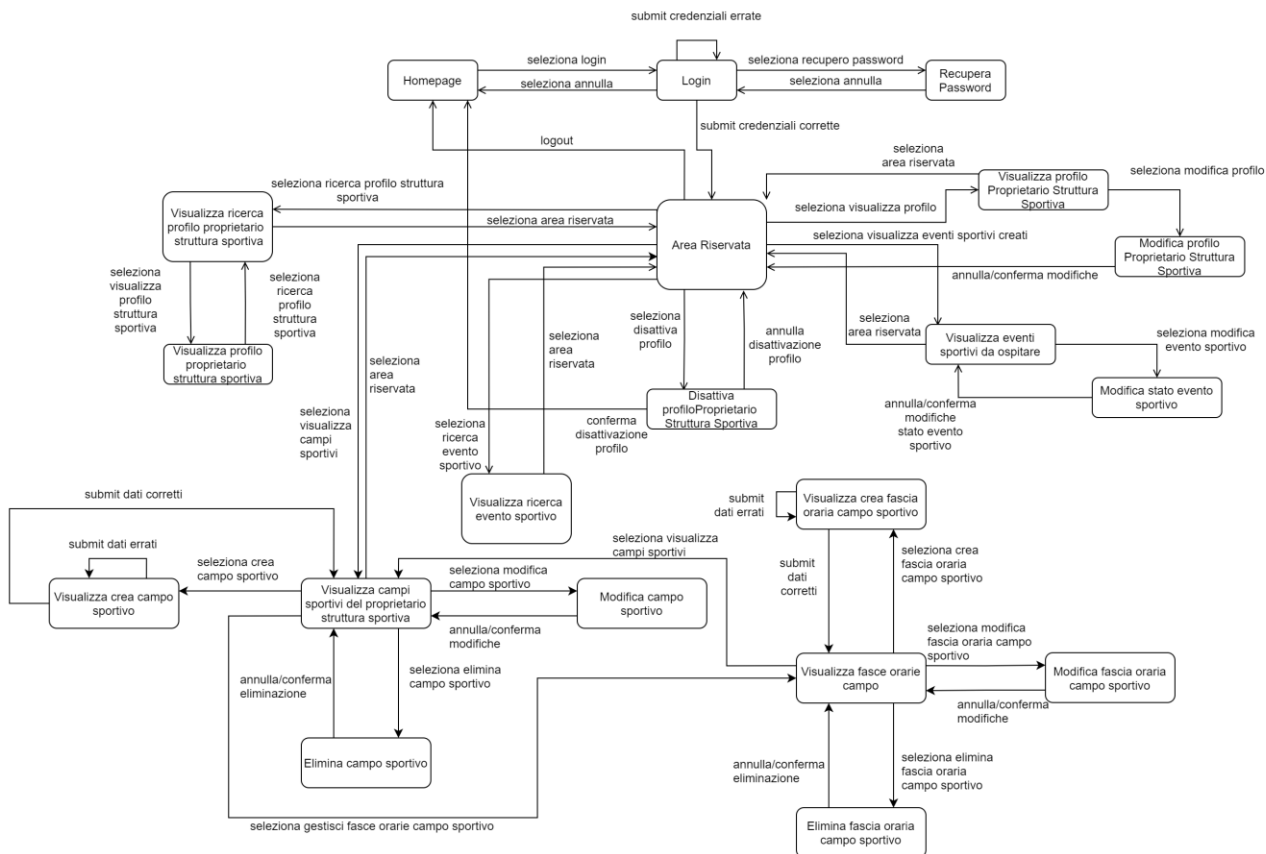 submit credenziali errate
seleziona login
seleziona recupero password
Homepage
Login
Recupera
Password
seleziona annulla
seleziona annulla
submit credenziali corrette
logout
seleziona
area riservata
seleziona modifica profilo
Visualizza profilo
Proprietario Struttura
Sportiva
seleziona ricerca profilo struttura
sportiva
Visualizza ricerca
profilo proprietario
struttura sportiva
seleziona area riservata
seleziona visualizza profilo
Area Riservata
seleziona visualizza eventi sportivi creati
Modifica profilo
Proprietario Struttura
Sportiva
annulla/conferma modifiche
seleziona
visualizza
profilo
struttura
sportiva
seleziona
ricerca
profilo
struttura
sportiva
seleziona
disattiva
profilo
annulla
disattivazione
profilo
seleziona
area riservata
Visualizza eventi
sportivi da ospitare
seleziona modifica
evento sportivo
Visualizza profilo
proprietario
struttura sportiva
seleziona
area
riservata
seleziona
area
riservata
Disattiva
profiloProprietario
Struttura Sportiva
Modifica stato evento
sportivo
annulla/conferma
modifiche
stato evento
sportivo
seleziona
visualizza
campi
sportivi
seleziona
ricerca
evento
sportivo
conferma
disattivazione
profilo
Visualizza ricerca
evento sportivo
submit dati corretti
submit
dati errati
Visualizza crea fascia
oraria campo sportivo
submit dati errati
seleziona visualizza
campi sportivi
submit
dati
corretti
seleziona crea
fascia oraria
campo sportivo
Visualizza crea campo
sportivo
seleziona crea
campo sportivo
Visualizza campi
sportivi del proprietario
struttura sportiva
seleziona modifica
campo sportivo
Modifica campo
sportivo
annulla/conferma
modifiche
seleziona modifica
fascia oraria campo
sportivo
annulla/conferma
eliminazione
seleziona elimina
campo sportivo
Visualizza fasce orarie
campo
Modifica fascia oraria
campo sportivo
annulla/conferma
modifiche
Elimina campo sportivo
annulla/conferma
eliminazione
seleziona elimina
fascia oraria
campo sportivo
seleziona gestisci fasce orarie campo sportivo
Elimina fascia oraria
campo sportivo